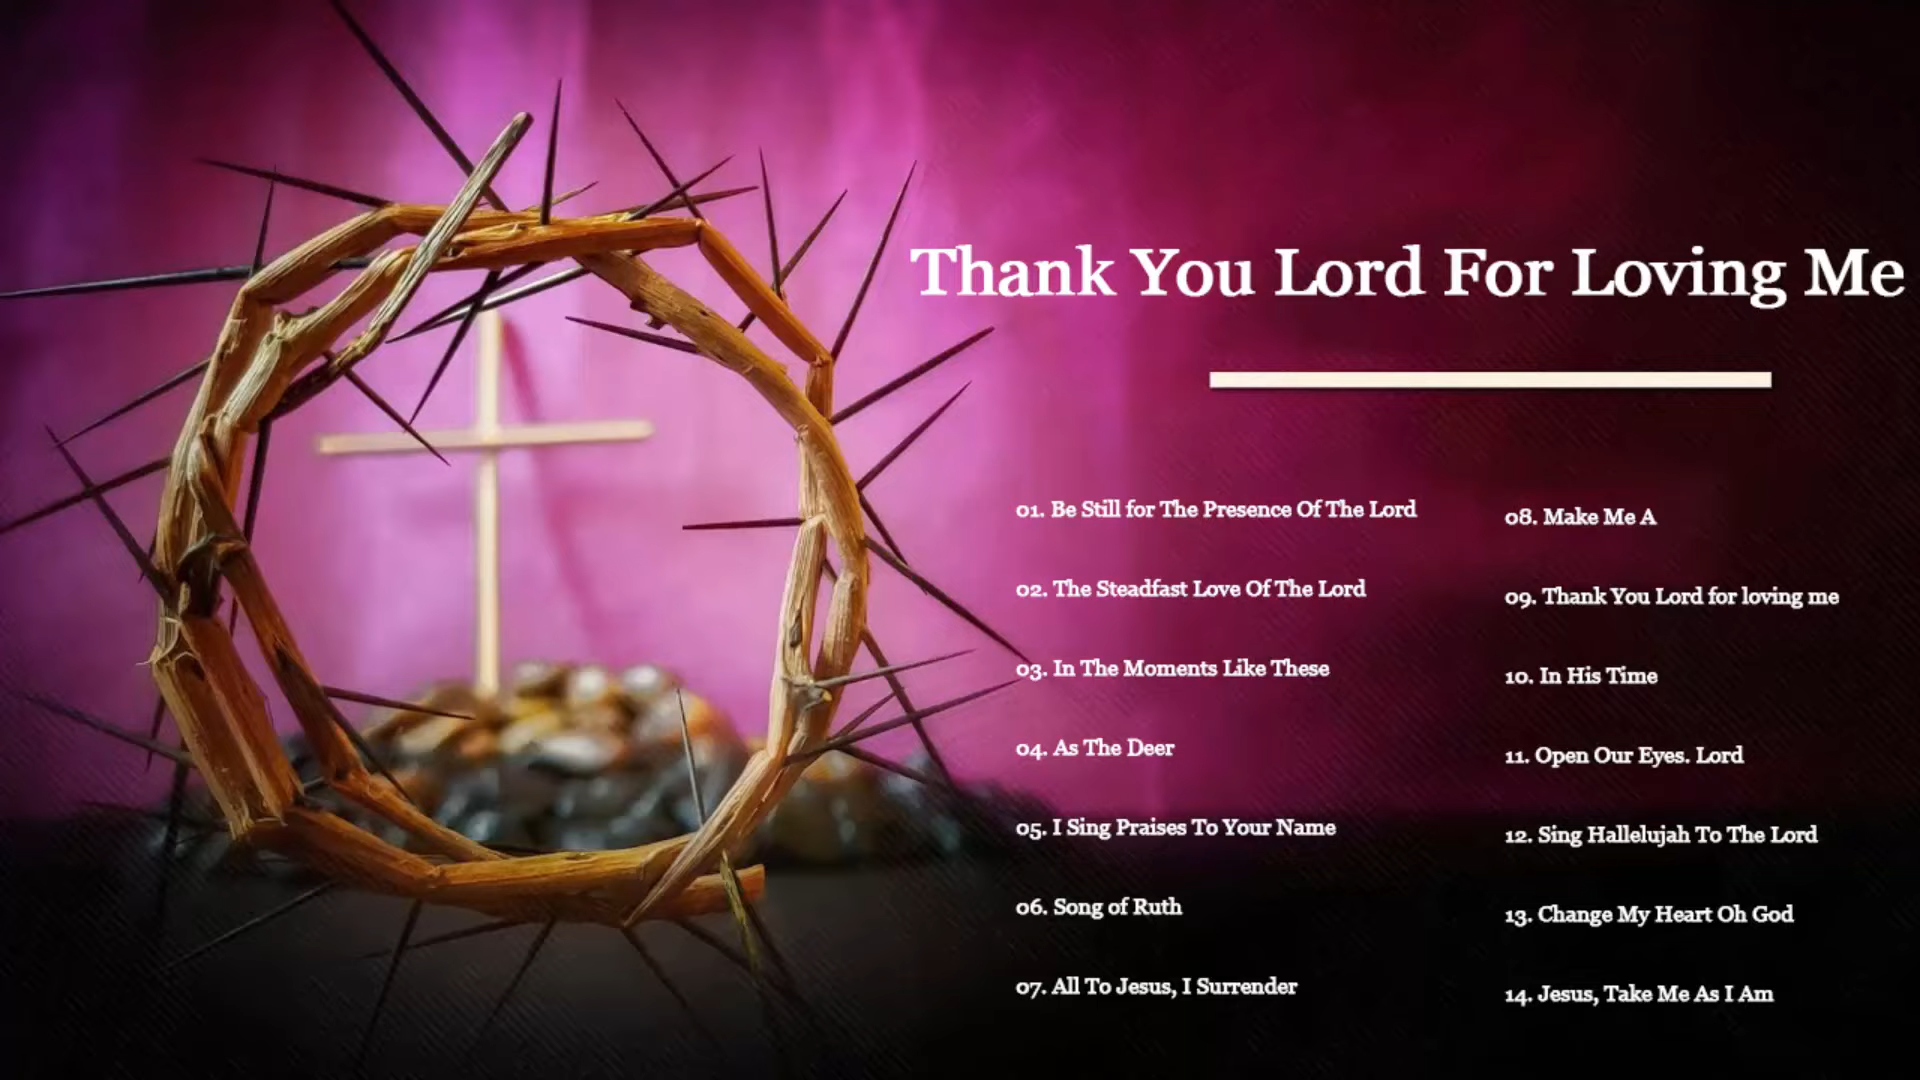 Thank You Lord For Loving Me
01. Be Still for The Presence Of The Lord
02. The Steadfast Love Of The Lord
03. In The Moments Like These
04. As The Deer
05. I Sing Praises To Your Name
06. Song of Ruth
07. All To Jesus, I Surrender
08. Make Me A
09. Thank You Lord for loving me
10. In His Time
11. Open Our Eyes. Lord
12. Sing Hallelujah To The Lord
13. Change My Heart Oh God
14. Jesus, Take Me As I Am